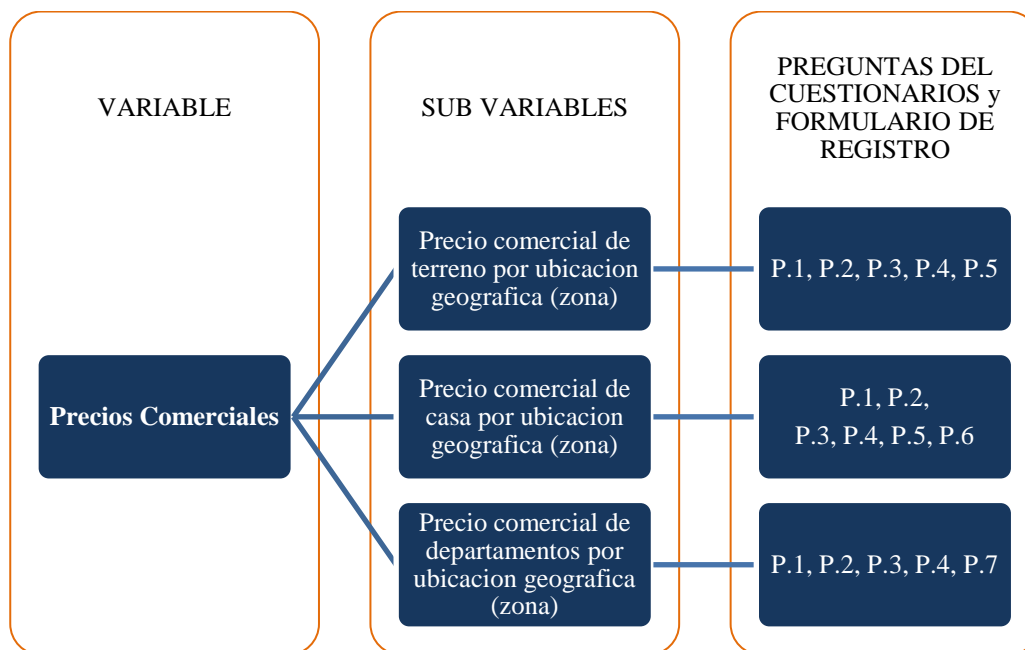 VARIABLE
SUB VARIABLES
PREGUNTAS DEL
CUESTIONARIOS y
FORMULARIO DE
REGISTRO
Precios Comerciales
Precio comercial de
terreno por ubicacion
geografica (zona)
P.1, P.2, P.3, P.4, P.5
Precio comercial de
casa por ubicacion
geografica (zona)
P.1, P.2,
P.3, P.4, P.5, P.6
Precio comercial de
departamentos por
ubicacion geografica
(zona)
P.1, P.2, P.3, P.4, P.7